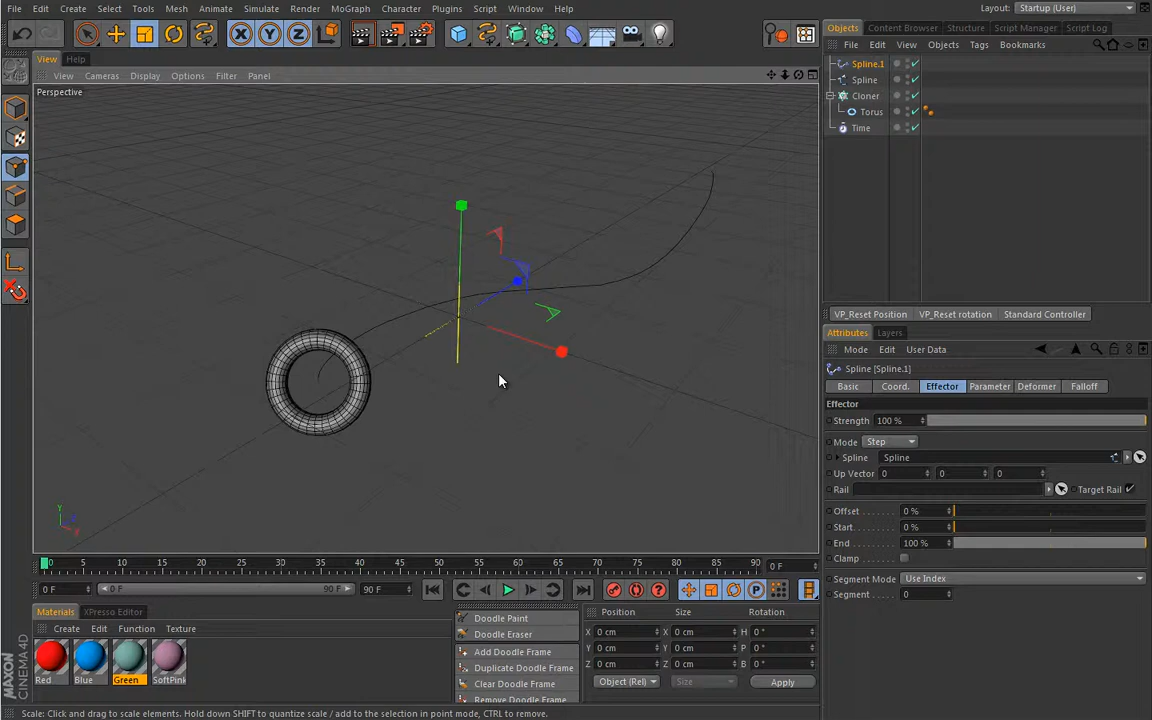 File Edit Create Select Tools Mesh Animate Simulate Render MoGraph Character Plugins Script Window Help
Layout: Startup (User)
X Y Z
View Help
View Cameras Display Options Filter Panel
Perspective
Y
Objects Content Browser Structure Script Manager Script Log
File Edit View Objects Tags Bookmarks
Spline.1
Spline
Cloner
Torus
Time
VP_Reset Position VP_Reset rotation Standard Controller
Attributes Layers
Mode Edit User Data
Spline [Spline.1]
Basic Coord. Effector Parameter Deformer Falloff
Effector
Strength 100 %
Mode Step
Spline Spline
Up Vector 0 0 0
Rail Target Rail
Offset 0 %
Start 0 %
End 100 %
Clamp
Segment Mode Use Index
Segment 0
0 5 10 15 20 25 30 35 40 45 50 55 60 65 70 75 80 85 90 0 F
0 F 0 F 90 F 90 F
P
Materials XPresso Editor
Create Edit Function Texture
Red Blue Green SoftPink
Doodle Paint
Doodle Eraser
Add Doodle Frame
Duplicate Doodle Frame
Clear Doodle Frame
Remove Doodle Frame
Position Size Rotation
X 0 cm X 0 cm H 0 °
Y 0 cm Y 0 cm P 0 °
Z 0 cm Z 0 cm B 0 °
Object (Rel) Size Apply
MAXON
CINEMA 4D
Scale: Click and drag to scale elements. Hold down SHIFT to quantize scale / add to the selection in point mode, CTRL to remove.